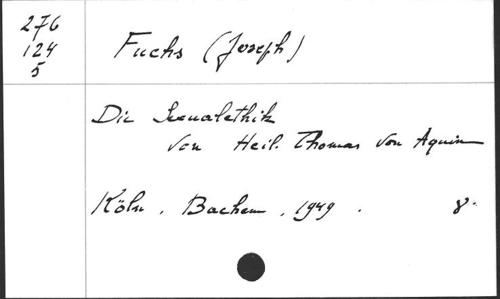 276
124
5
Fuchs (Joseph)
Die Sexualethik
von Heil. Thomas von Aquin
Köln. Bachem. 1949. 8°